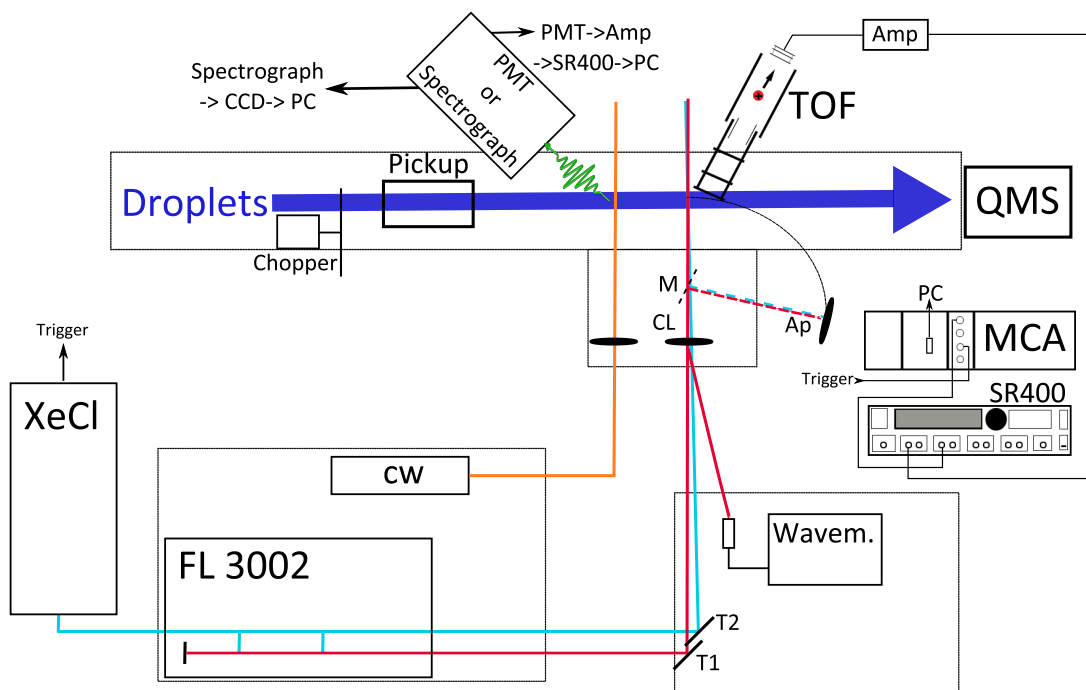 PMT->Amp
->SR400->PC
Amp
Spectrograph
-> CCD-> PC
PMT
or
Spectrograph
TOF
Pickup
Droplets
QMS
Chopper
M
CL
Ap
PC
MCA
Trigger
Trigger
SR400
XeCl
CW
FL 3002
Wavem.
T2
T1